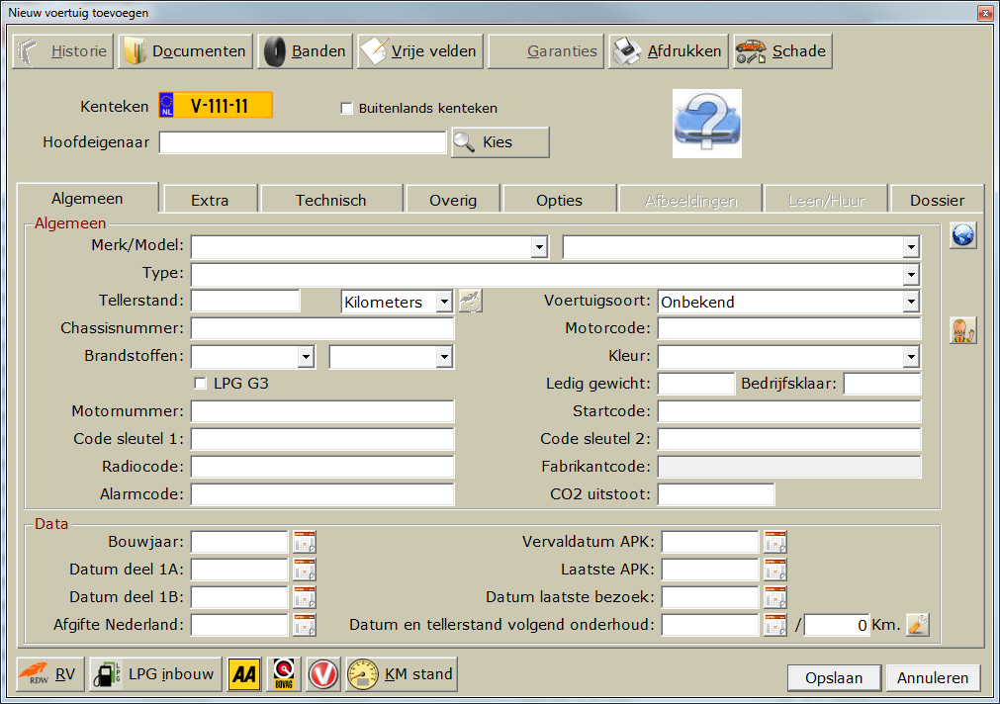 Nieuw voertuig toevoegen
Historie Documenten Banden Vrije velden Garanties Afdrukken Schade
Kenteken NL V-111-11 Buitenlands kenteken
Hoofdeigenaar Kies
Algemeen Extra Technisch Overig Opties Afbeeldingen Leen/Huur Dossier
Algemeen
Merk/Model:
Type:
Tellerstand: Kilometers Voertuigsoort: Onbekend
Chassisnummer: Motorcode:
Brandstoffen: Kleur:
LPG G3 Ledig gewicht: Bedrijfsklaar:
Motornummer: Startcode:
Code sleutel 1: Code sleutel 2:
Radiocode: Fabrikantcode:
Alarmcode: CO2 uitstoot:
Data
Bouwjaar: Vervaldatum APK:
Datum deel 1A: Laatste APK:
Datum deel 1B: Datum laatste bezoek:
Afgifte Nederland: Datum en tellerstand volgend onderhoud: / 0 Km.
RDW RV LPG LPG inbouw AA BOVAG V KM stand Opslaan Annuleren